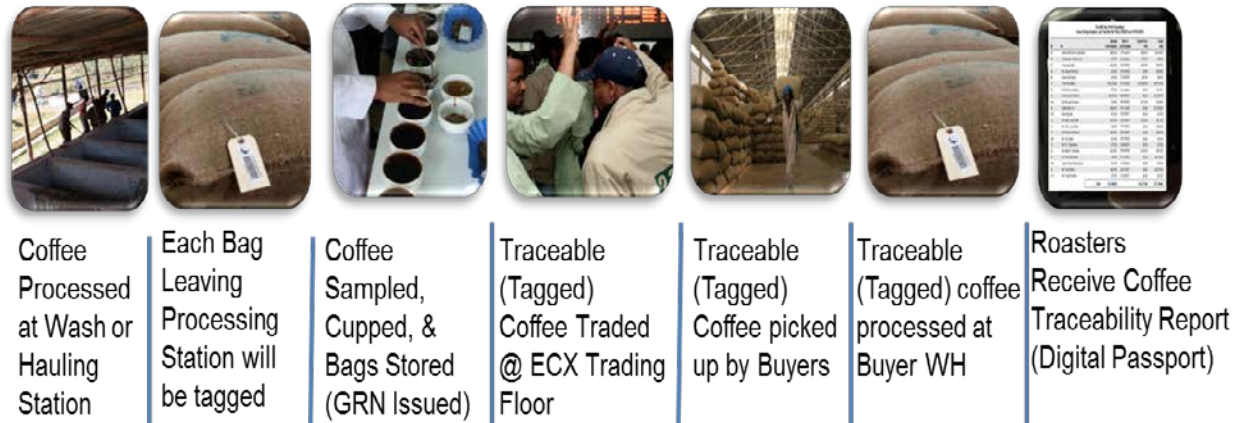 Coffee
Processed
at Wash or
Hauling
Station
Each Bag
Leaving
Processing
Station will
be tagged
Coffee
Sampled,
Cupped, &
Bags Stored
(GRN Issued)
Traceable
(Tagged)
Coffee Traded
@ ECX Trading
Floor
Traceable
(Tagged)
Coffee picked
up by Buyers
Traceable
(Tagged) coffee
processed at
Buyer WH
Roasters
Receive Coffee
Traceability Report
(Digital Passport)